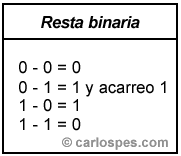 Resta binaria
0 - 0 = 0
0 - 1 = 1 y acarreo 1
1 - 0 = 1
1 - 1 = 0
© carlospes.com